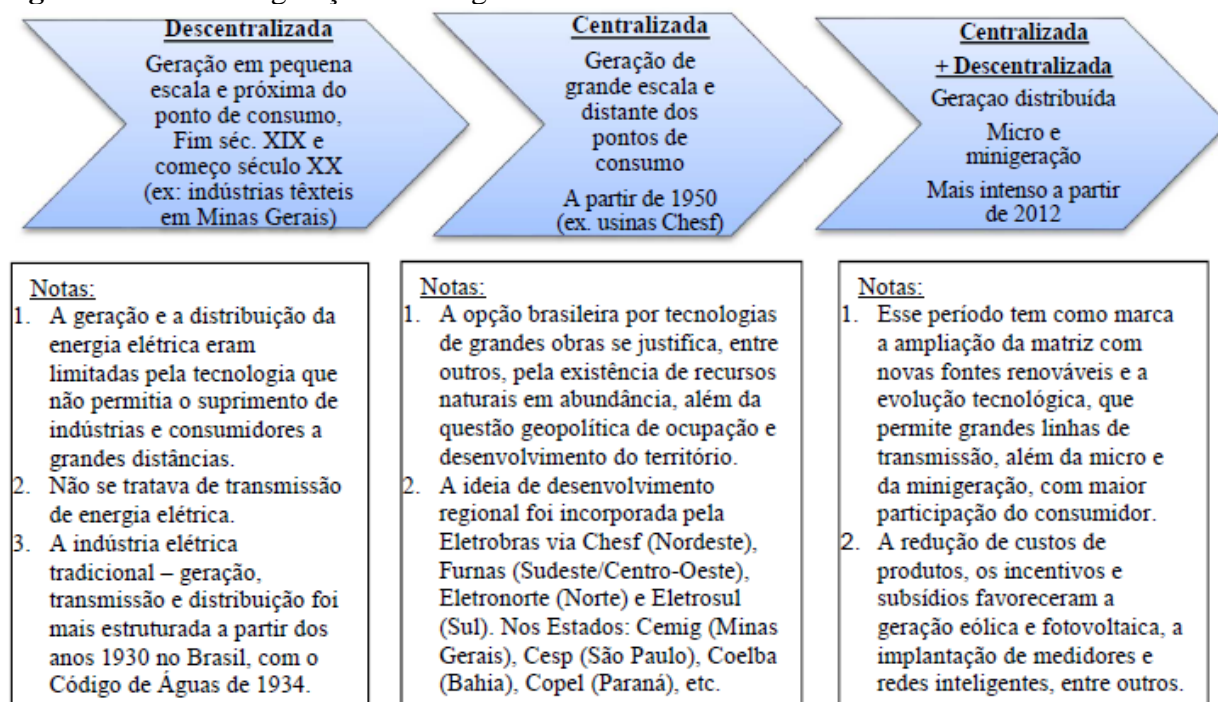 Descentralizada
Geração em pequena
escala e próxima do
ponto de consumo,
Fim séc. XIX e
começo século XX
(ex: indústrias têxteis
em Minas Gerais)
Centralizada
Geração de
grande escala e
distante dos
pontos de
consumo
A partir de 1950
(ex. usinas Chesf)
Centralizada
+ Descentralizada
Geraçao distribuída
Micro e
minigeração
Mais intenso a partir
de 2012
Notas:
1. A geração e a distribuição da
energia elétrica eram
limitadas pela tecnologia que
não permitia o suprimento de
indústrias e consumidores a
grandes distâncias.
2. Não se tratava de transmissão
de energia elétrica.
3. A indústria elétrica
tradicional – geração,
transmissão e distribuição foi
mais estruturada a partir dos
anos 1930 no Brasil, com o
Código de Águas de 1934.
Notas:
1. A opção brasileira por tecnologias
de grandes obras se justifica, entre
outros, pela existência de recursos
naturais em abundância, além da
questão geopolítica de ocupação e
desenvolvimento do território.
2. A ideia de desenvolvimento
regional foi incorporada pela
Eletrobras via Chesf (Nordeste),
Furnas (Sudeste/Centro-Oeste),
Eletronorte (Norte) e Eletrosul
(Sul). Nos Estados: Cemig (Minas
Gerais), Cesp (São Paulo), Coelba
(Bahia), Copel (Paraná), etc.
Notas:
1. Esse período tem como marca
a ampliação da matriz com
novas fontes renováveis e a
evolução tecnológica, que
permite grandes linhas de
transmissão, além da micro e
da minigeração, com maior
participação do consumidor.
2. A redução de custos de
produtos, os incentivos e
subsídios favoreceram a
geração eólica e fotovoltaica, a
implantação de medidores e
redes inteligentes, entre outros.